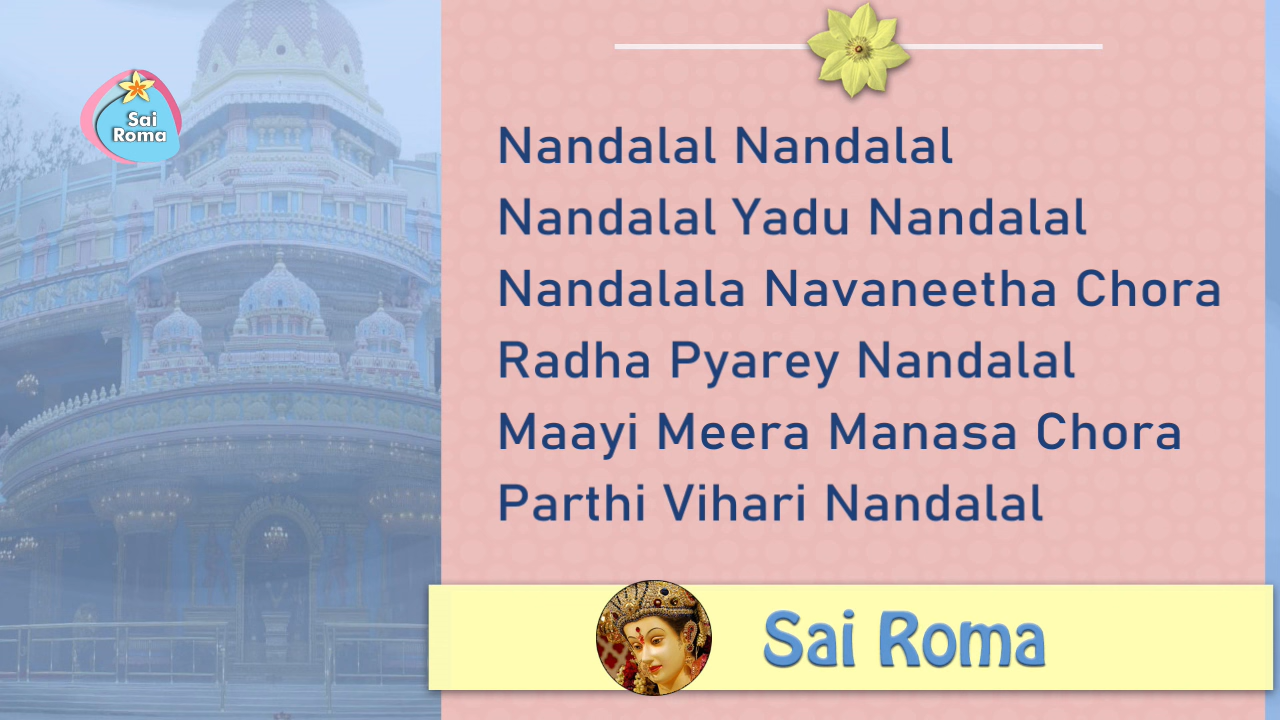 Sai
Roma
Nandalal Nandalal
Nandalal Yadu Nandalal
Nandalala Navaneetha Chora
Radha Pyarey Nandalal
Maayi Meera Manasa Chora
Parthi Vihari Nandalal
Sai Roma